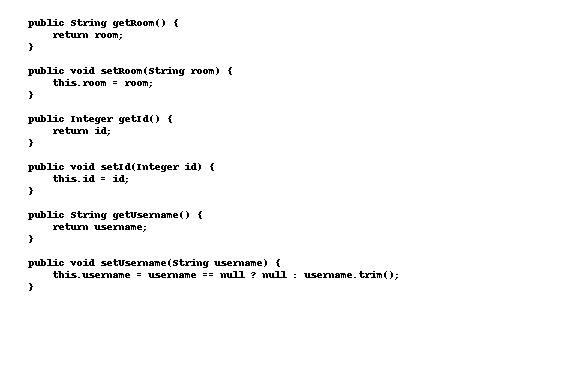 public String getRoom() {
    return room;
}

public void setRoom(String room) {
    this.room = room;
}

public Integer getId() {
    return id;
}

public void setId(Integer id) {
    this.id = id;
}

public String getUsername() {
    return username;
}

public void setUsername(String username) {
    this.username = username == null ? null : username.trim();
}